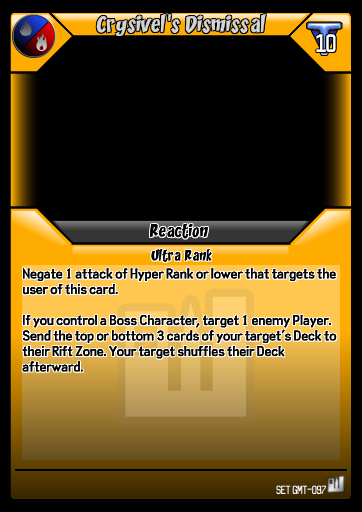 Crysivel's Dismissal
10
Reaction
Ultra Rank
Negate 1 attack of Hyper Rank or lower that targets the
user of this card.
If you control a Boss Character, target 1 enemy Player.
Send the top or bottom 3 cards of your target's Deck to
their Rift Zone. Your target shuffles their Deck
afterward.
SET GMT-097